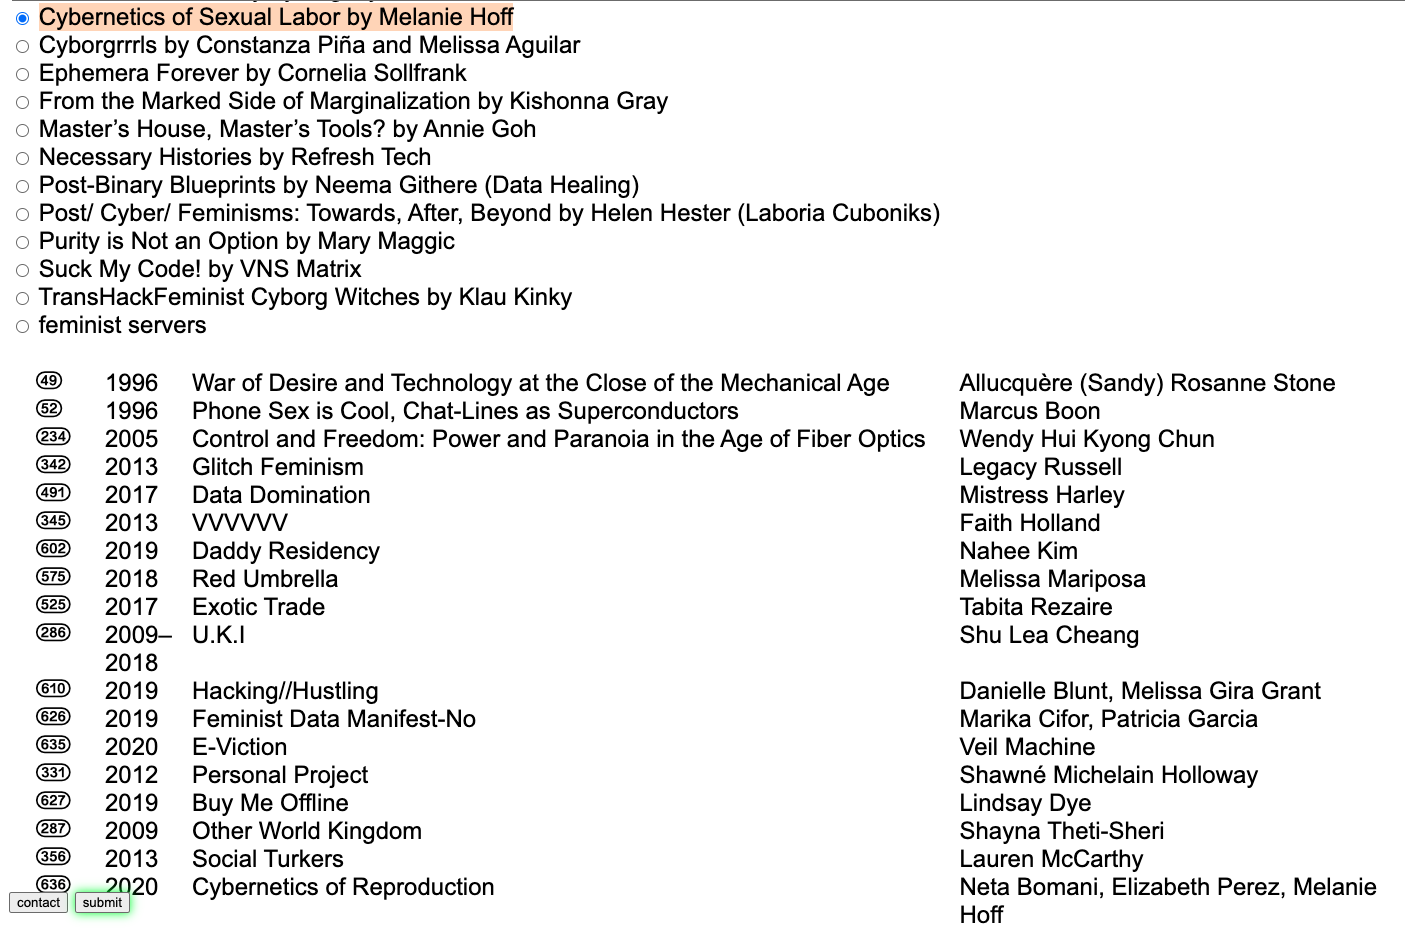 Cybernetics of Sexual Labor by Melanie Hoff
Cyborgrrrls by Constanza Piña and Melissa Aguilar
Ephemera Forever by Cornelia Sollfrank
From the Marked Side of Marginalization by Kishonna Gray
Master’s House, Master’s Tools? by Annie Goh
Necessary Histories by Refresh Tech
Post-Binary Blueprints by Neema Githere (Data Healing)
Post/ Cyber/ Feminisms: Towards, After, Beyond by Helen Hester (Laboria Cuboniks)
Purity is Not an Option by Mary Maggic
Suck My Code! by VNS Matrix
TransHackFeminist Cyborg Witches by Klau Kinky
feminist servers
49 1996 War of Desire and Technology at the Close of the Mechanical Age Allucquère (Sandy) Rosanne Stone
52 1996 Phone Sex is Cool, Chat-Lines as Superconductors Marcus Boon
234 2005 Control and Freedom: Power and Paranoia in the Age of Fiber Optics Wendy Hui Kyong Chun
342 2013 Glitch Feminism Legacy Russell
491 2017 Data Domination Mistress Harley
345 2013 VVVVVV Faith Holland
602 2019 Daddy Residency Nahee Kim
575 2018 Red Umbrella Melissa Mariposa
525 2017 Exotic Trade Tabita Rezaire
286 2009– U.K.I Shu Lea Cheang
2018
610 2019 Hacking//Hustling Danielle Blunt, Melissa Gira Grant
626 2019 Feminist Data Manifest-No Marika Cifor, Patricia Garcia
635 2020 E-Viction Veil Machine
331 2012 Personal Project Shawné Michelain Holloway
627 2019 Buy Me Offline Lindsay Dye
287 2009 Other World Kingdom Shayna Theti-Sheri
356 2013 Social Turkers Lauren McCarthy
636 2020 Cybernetics of Reproduction Neta Bomani, Elizabeth Perez, Melanie
Hoff
contact submit